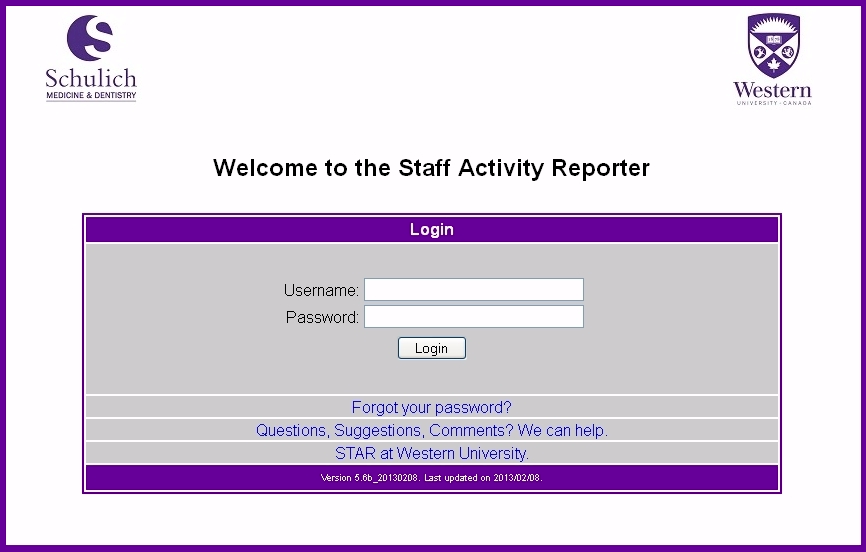 Schulich
MEDICINE & DENTISTRY
Western
UNIVERSITY · CANADA
Welcome to the Staff Activity Reporter
Login
Username:
Password:
Login
Forgot your password?
Questions, Suggestions, Comments? We can help.
STAR at Western University.
Version 5.6b_20130208. Last updated on 2013/02/08.